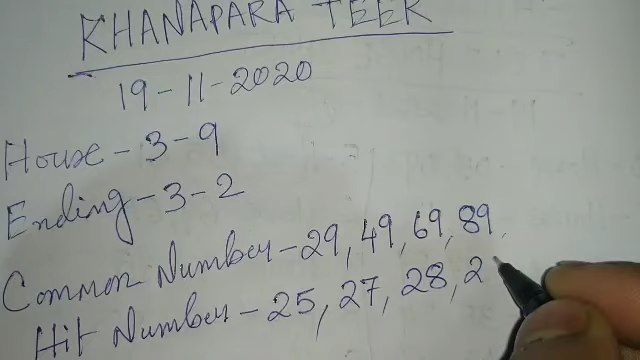 KHANAPARA TEER
19-11-2020
House - 3 - 9
Ending - 3 - 2
Common Number - 29, 49, 69, 89,
Hit Number - 25, 27, 28, 2